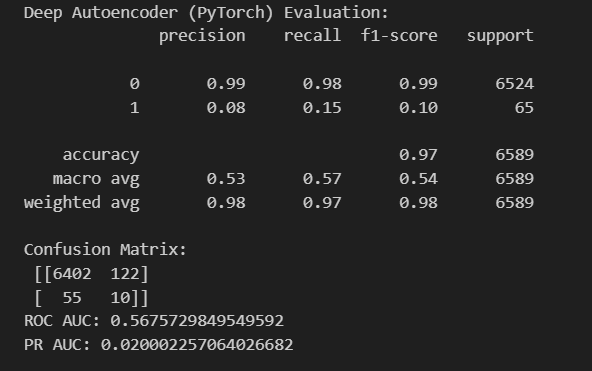 Deep Autoencoder (PyTorch) Evaluation:
precision recall f1-score support
0 0.99 0.98 0.99 6524
1 0.08 0.15 0.10 65
accuracy 0.97 6589
macro avg 0.53 0.57 0.54 6589
weighted avg 0.98 0.97 0.98 6589
Confusion Matrix:
[[6402 122]
[ 55 10]]
ROC AUC: 0.5675729849549592
PR AUC: 0.020002257064026682